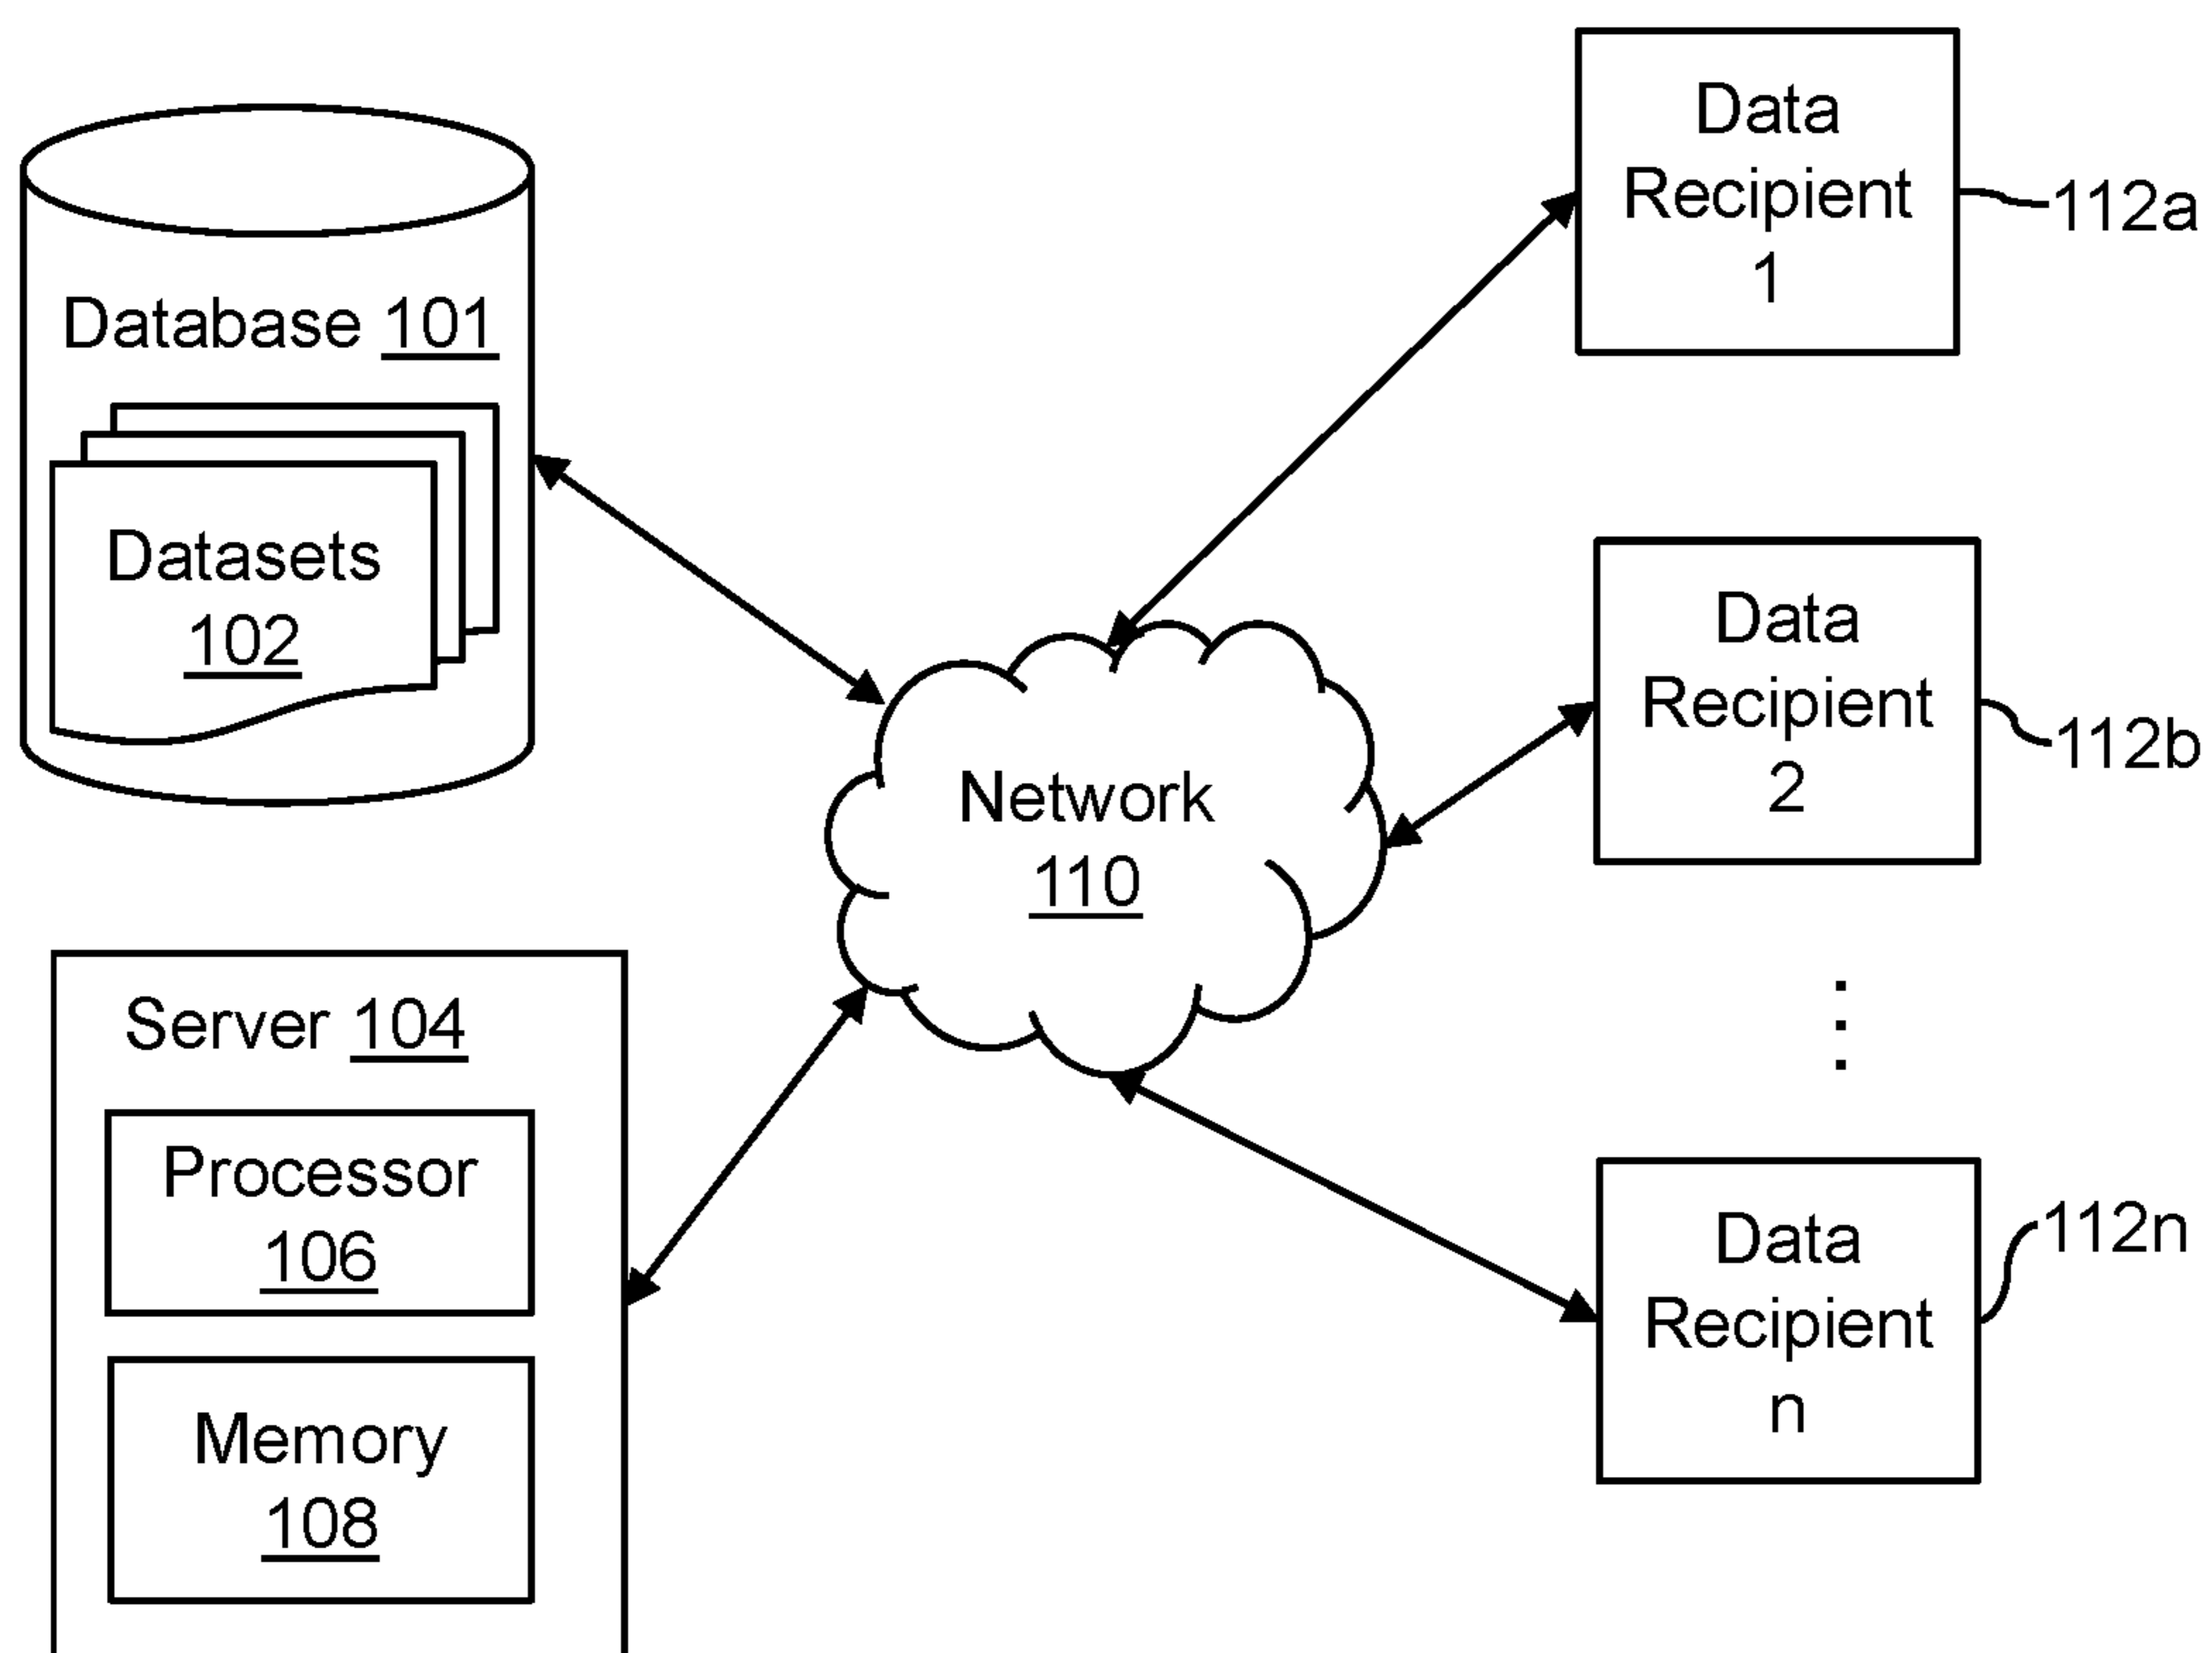 Database 101
Datasets
102
Server 104
Processor
106
Memory
108
Network
110
Data
Recipient
1
112a
Data
Recipient
2
112b
⋮
Data
Recipient
n
112n